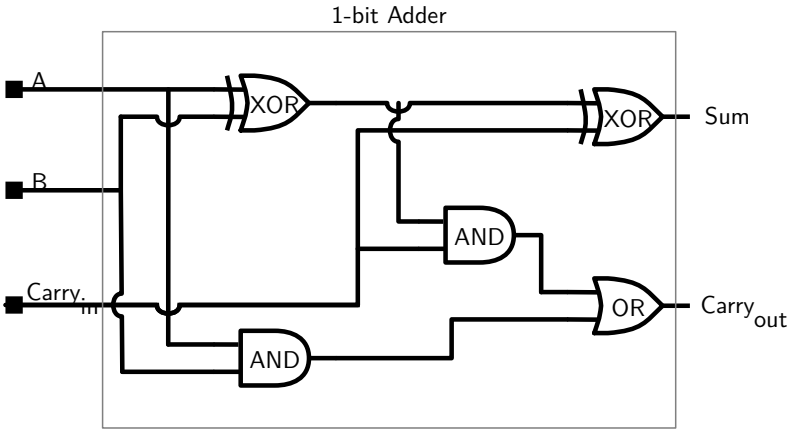 1-bit Adder
A
XOR
XOR
Sum
B
AND
Carry in
OR
Carry out
AND